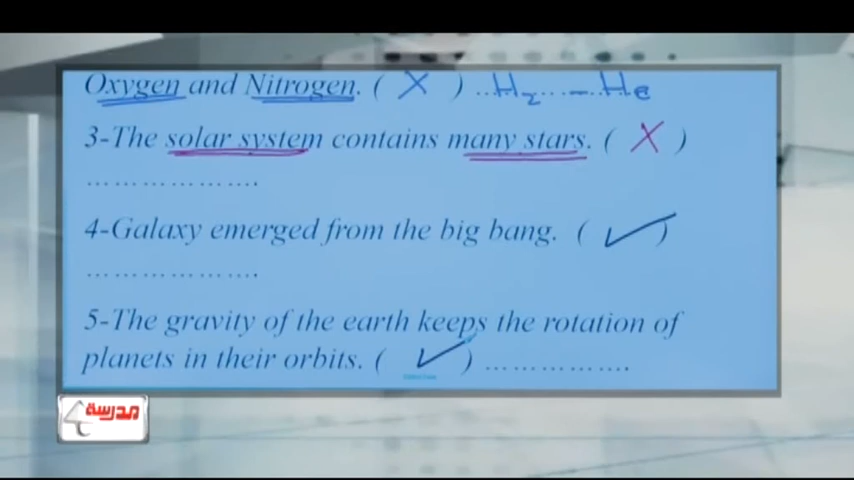 Oxygen and Nitrogen. ( X ) ..H₂...-..He
3-The solar system contains many stars. ( X )
……………….
4-Galaxy emerged from the big bang. ( ✓ )
……………….
5-The gravity of the earth keeps the rotation of
planets in their orbits. ( ✓ ) …………….
مدرسة